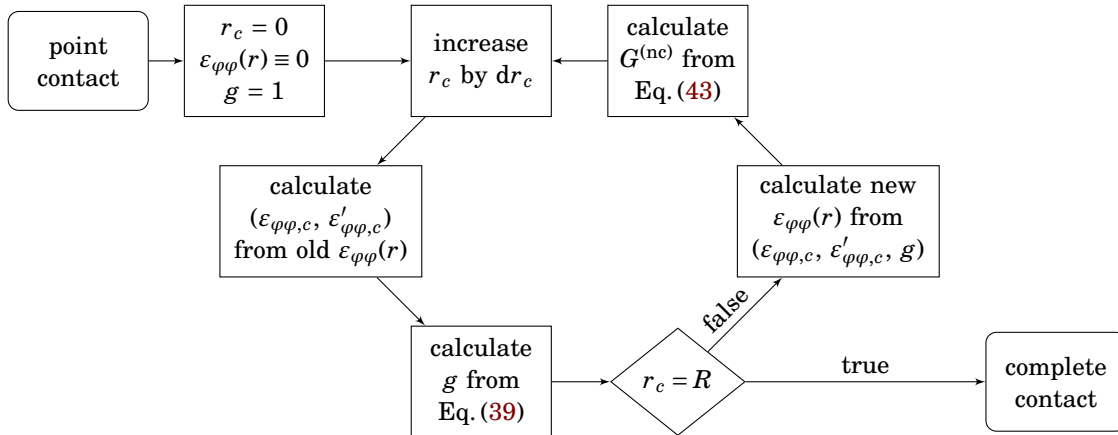 point
contact
r_c = 0
ε_φφ(r) ≡ 0
g = 1
increase
r_c by dr_c
calculate
G^(nc) from
Eq. (43)
calculate
(ε_φφ,c, ε′_φφ,c)
from old ε_φφ(r)
calculate new
ε_φφ(r) from
(ε_φφ,c, ε′_φφ,c, g)
calculate
g from
Eq. (39)
r_c = R
false
true
complete
contact